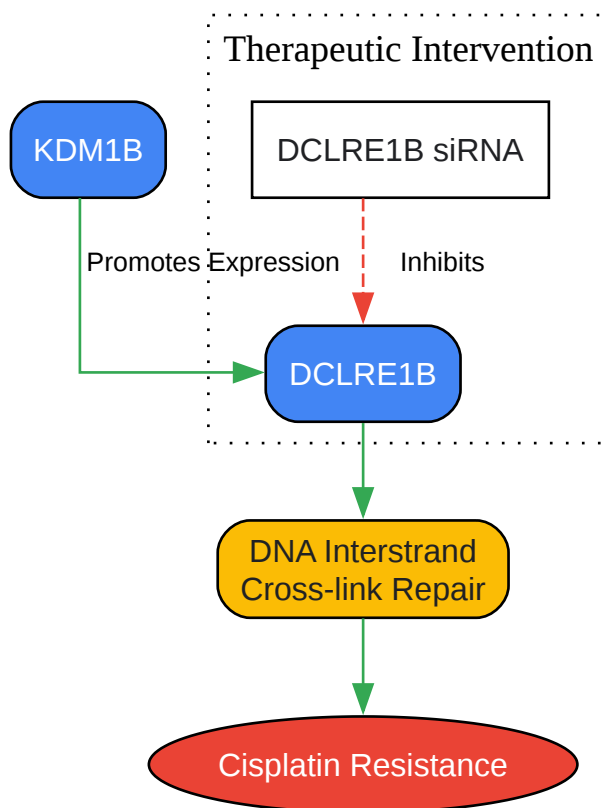 Therapeutic Intervention
KDM1B
DCLRE1B siRNA
Promotes Expression
Inhibits
DCLRE1B
DNA Interstrand
Cross-link Repair
Cisplatin Resistance